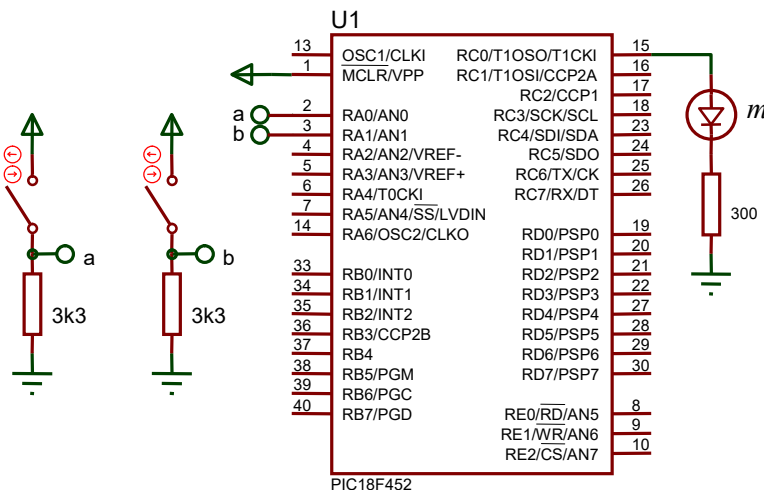 U1
13 OSC1/CLKI RC0/T1OSO/T1CKI 15
1 MCLR/VPP RC1/T1OSI/CCP2A 16
RC2/CCP1 17
a 2 RA0/AN0 RC3/SCK/SCL 18
b 3 RA1/AN1 RC4/SDI/SDA 23
4 RA2/AN2/VREF- RC5/SDO 24
5 RA3/AN3/VREF+ RC6/TX/CK 25
6 RA4/T0CKI RC7/RX/DT 26
7 RA5/AN4/SS/LVDIN
14 RA6/OSC2/CLKO RD0/PSP0 19
RD1/PSP1 20
33 RB0/INT0 RD2/PSP2 21
34 RB1/INT1 RD3/PSP3 22
35 RB2/INT2 RD4/PSP4 27
36 RB3/CCP2B RD5/PSP5 28
37 RB4 RD6/PSP6 29
38 RB5/PGM RD7/PSP7 30
39 RB6/PGC
40 RB7/PGD RE0/RD/AN5 8
RE1/WR/AN6 9
RE2/CS/AN7 10
PIC18F452
m
300
a
b
3k3
3k3